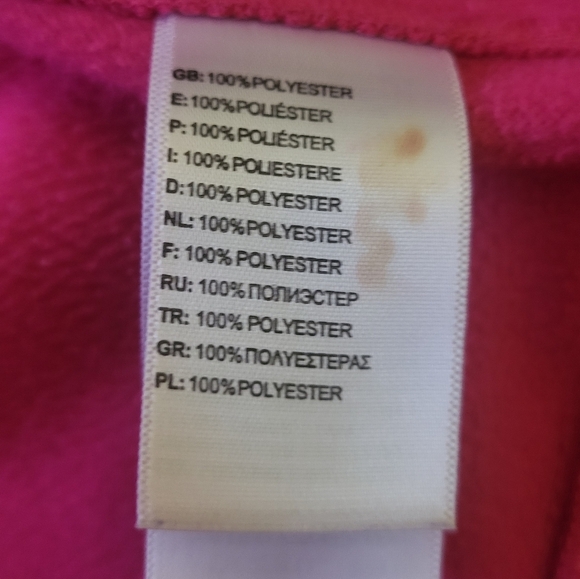 GB: 100%POLYESTER
E: 100%POLIÉSTER
P: 100% POLIÉSTER
I: 100% POLIESTERE
D:100% POLYESTER
NL: 100% POLYESTER
F: 100% POLYESTER
RU: 100% ПОЛИЭСТЕР
TR: 100% POLYESTER
GR: 100% ΠΟΛΥΕΣΤΕΡΑΣ
PL: 100%POLYESTER